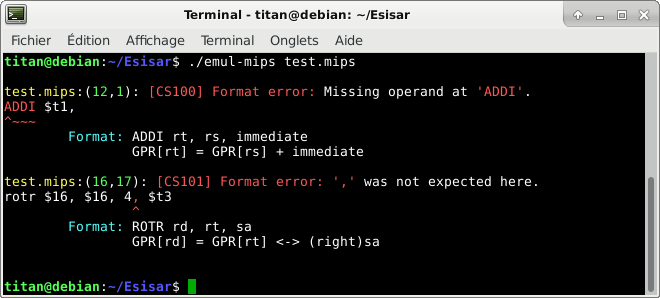 Terminal - titan@debian: ~/Esisar
Fichier Édition Affichage Terminal Onglets Aide
titan@debian:~/Esisar$ ./emul-mips test.mips
test.mips:(12,1): [CS100] Format error: Missing operand at 'ADDI'.
ADDI $t1,
^~~~
Format: ADDI rt, rs, immediate
GPR[rt] = GPR[rs] + immediate
test.mips:(16,17): [CS101] Format error: ',' was not expected here.
rotr $16, $16, 4, $t3
^
Format: ROTR rd, rt, sa
GPR[rd] = GPR[rt] <-> (right)sa
titan@debian:~/Esisar$